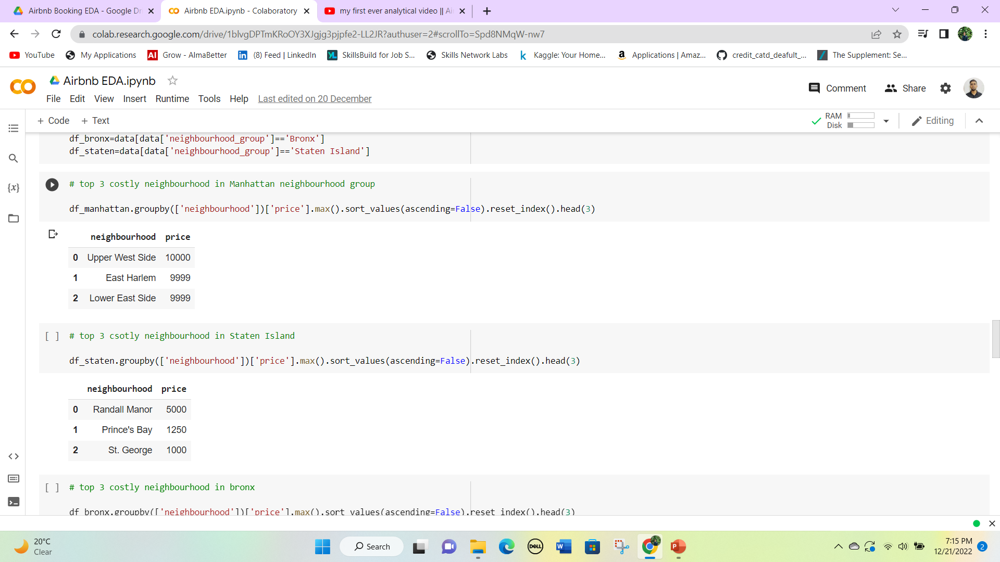 Airbnb Booking EDA - Google Dr
Airbnb EDA.ipynb - Colaboratory
my first ever analytical video || Ai
colab.research.google.com/drive/1blvgDPTmKRoOY3XJgjg3pjpfe2-LL2JR?authuser=2#scrollTo=Spd8NMqW-nw7
YouTube
My Applications
AI
Grow - AlmaBetter
in
(8) Feed | LinkedIn
SkillsBuild for Job S...
Skills Network Labs
Kaggle: Your Home...
Applications | Amaz...
credit_catd_deafult_...
The Supplement: Se...
Airbnb EDA.ipynb
File Edit View Insert Runtime Tools Help Last edited on 20 December
Comment
Share
+ Code + Text
RAM
Disk
Editing
df_bronx=data[data['neighbourhood_group']=='Bronx']
df_staten=data[data['neighbourhood_group']=='Staten Island']
{x}
# top 3 costly neighbourhood in Manhattan neighbourhood group
df_manhattan.groupby(['neighbourhood'])['price'].max().sort_values(ascending=False).reset_index().head(3)
neighbourhood price
0 Upper West Side 10000
1 East Harlem 9999
2 Lower East Side 9999
[ ] # top 3 csotly neighbourhood in Staten Island
df_staten.groupby(['neighbourhood'])['price'].max().sort_values(ascending=False).reset_index().head(3)
neighbourhood price
0 Randall Manor 5000
1 Prince's Bay 1250
2 St. George 1000
[ ] # top 3 costly neighbourhood in bronx
df_bronx.groupby(['neighbourhood'])['price'].max().sort_values(ascending=False).reset_index().head(3)
20°C
Clear
Search
DELL
W
P
7:15 PM
12/21/2022
2